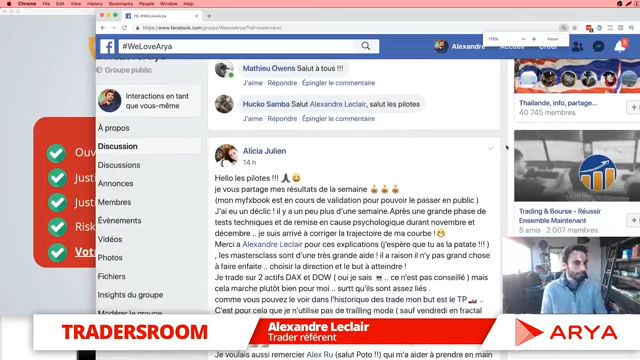 Chrome File Edit View History Bookmarks People Window Help
(5) #WeLoveArya
https://www.facebook.com/groups/WeLoveArya/?ref=bookmarks
175%
Reset
#WeLoveArya
Alexandre
Accueil
Créer
Groupe public
Interactions en tant
que vous-même
À propos
Discussion
Discussions
Annonces
Membres
Évènements
Vidéos
Photos
Fichiers
Insights du groupe
Modérer le groupe
Ouv
Justi
Justi
Risk
Votr
Mathieu Owens Salut à tous !!!
J'aime · Répondre · Épingler le commentaire
Hucko Samba Salut Alexandre Leclair, salut les pilotes
J'aime · Répondre · Épingler le commentaire
Alicia Julien
14 h
Hello les pilotes !!!
je vous partage mes résultats de la semaine
(mon myfxbook est en cours de validation pour pouvoir le passer en public)
J'ai eu un déclic ! il y a un peu plus d'une semaine. Après une grande phase de
tests techniques et de remise en cause psychologique durant novembre et
décembre .. je suis arrivé à corriger la trajectoire de ma courbe !
Merci a Alexandre Leclair pour ces explications (j'espère que tu as la patate !!! )
, les masterclass sont d'une très grande aide ! il a raison il n'y pas grand chose
à faire enfaite .. choisir la direction et le but à atteindre !
Je trade sur 2 actifs DAX et DOW ( oui je sais .. ce n'est pas conseillé ) mais
cela marche plutôt bien pour moi .. surt qu'ils sont assez liés .
comme vous pouvez le voir dans l'historique des trade mon but est le TP ..
C'est pour cela que je n'utilise pas de trailling mode ( sauf vendredi en fractal
Je voulais aussi remercier Alex Ru (salut Poto !) qui m'a aider à prendre en main
Thaïlande, info, partage...
40 745 membres
Trading & Bourse - Réussir
Ensemble Maintenant
5 amis · 2 007 membres
TRADERSROOM
Alexandre Leclair
Trader référent
ARYA